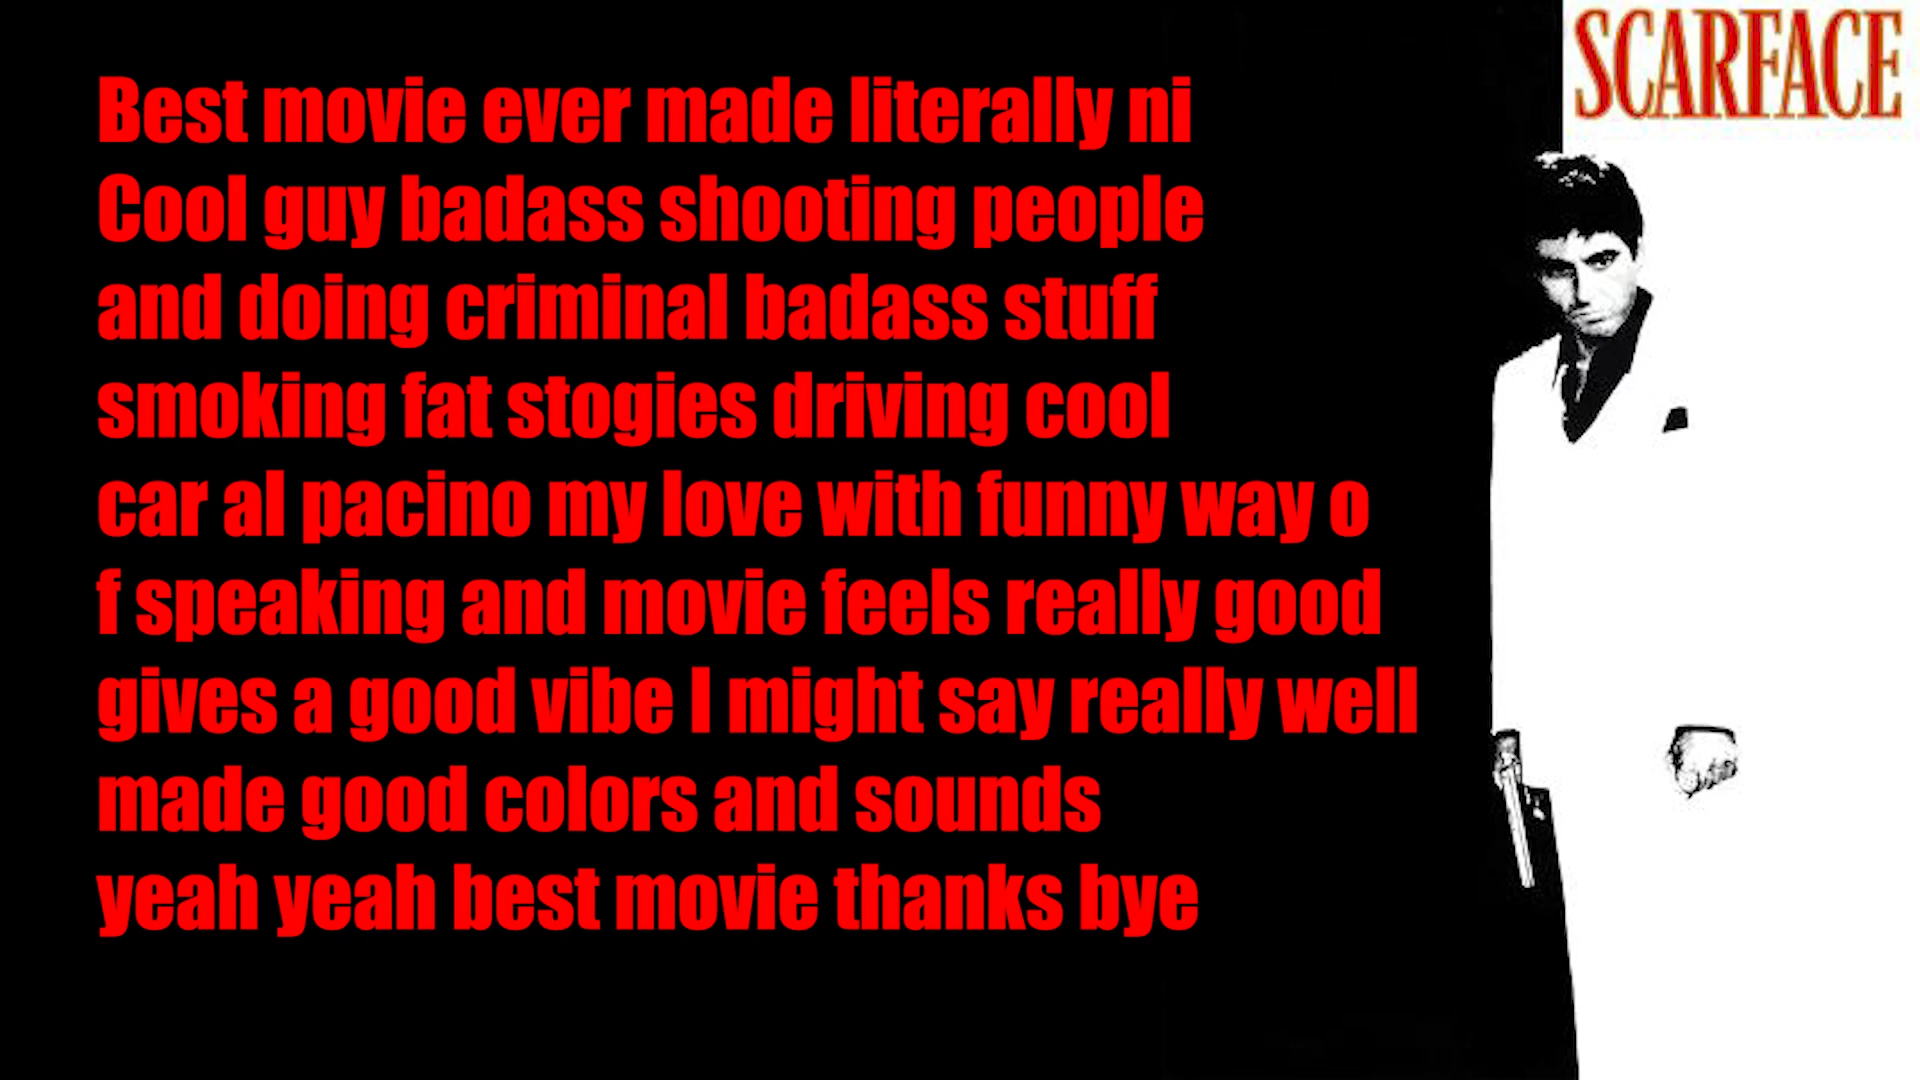 SCARFACE
Best movie ever made literally ni
Cool guy badass shooting people
and doing criminal badass stuff
smoking fat stogies driving cool
car al pacino my love with funny way o
f speaking and movie feels really good
gives a good vibe I might say really well
made good colors and sounds
yeah yeah best movie thanks bye